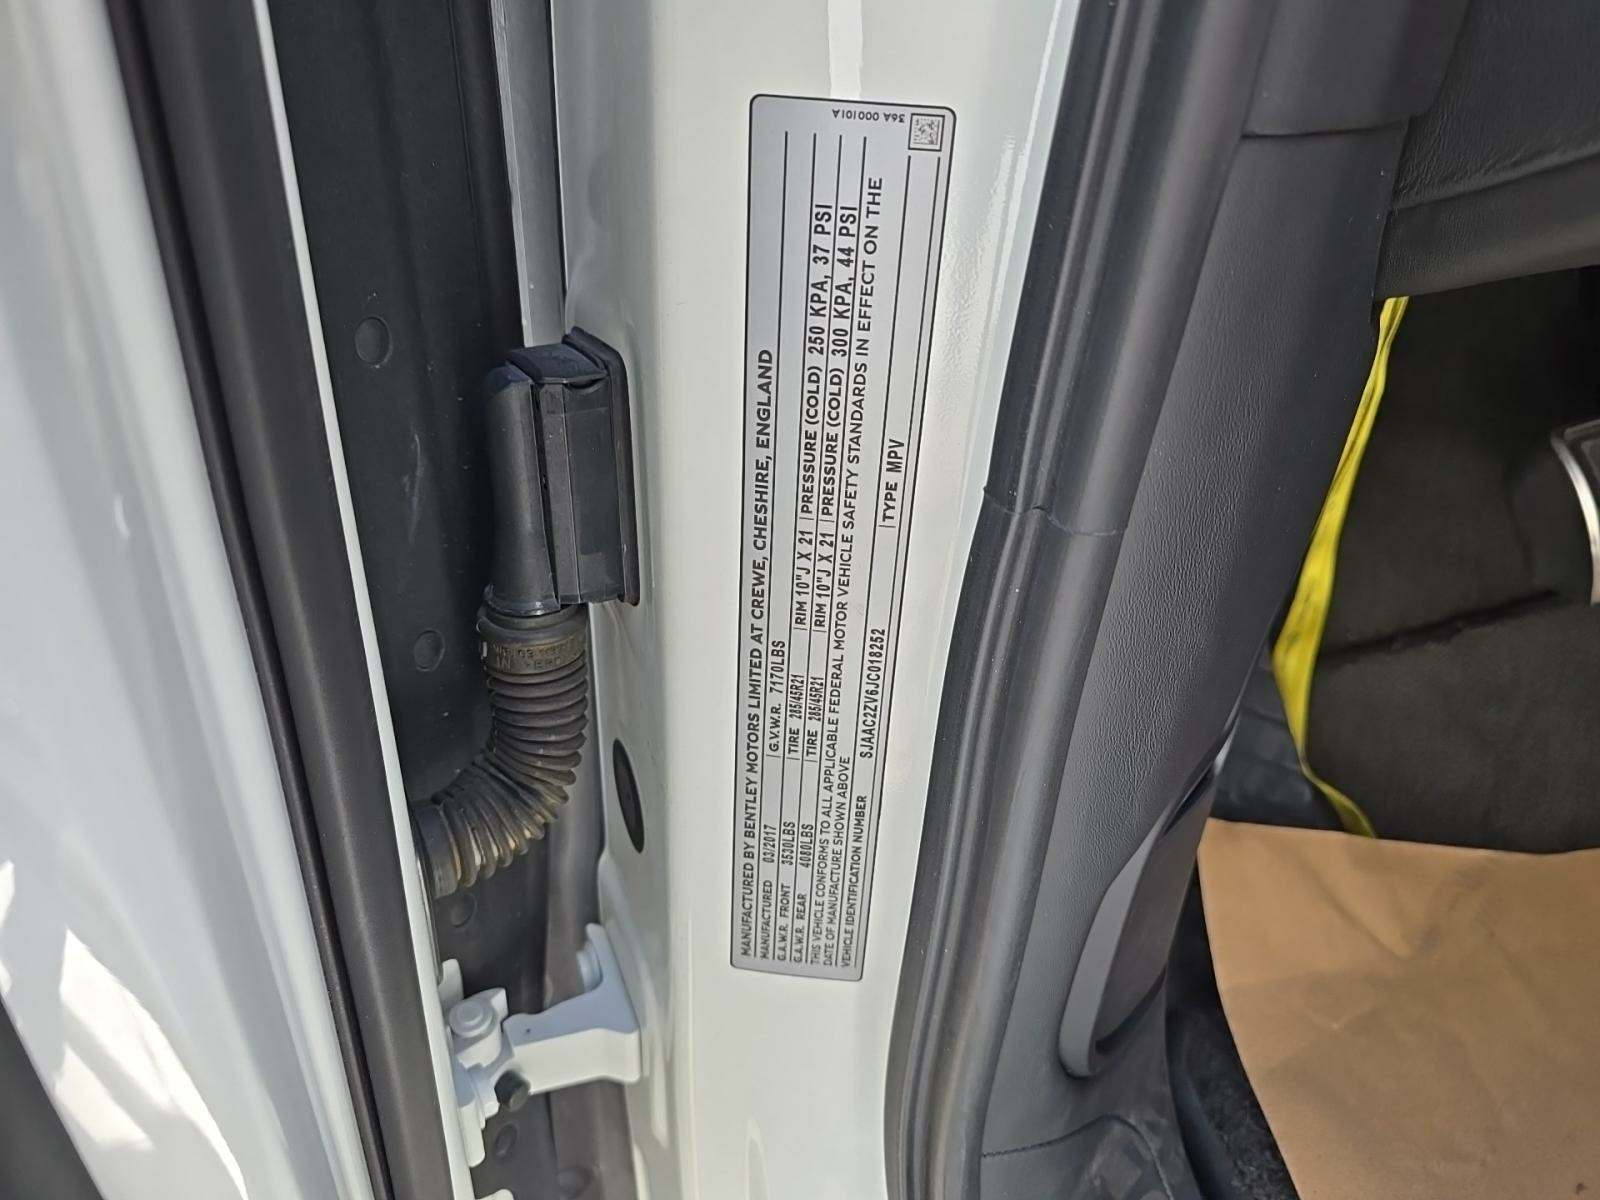 MANUFACTURED BY BENTLEY MOTORS LIMITED AT CREWE, CHESHIRE, ENGLAND
MANUFACTURED 03/2017 G.V.W.R. 7170LBS
G.A.W.R. FRONT 3530LBS TIRE 285/45R21 RIM 10"J X 21 PRESSURE (COLD) 250 KPA, 37 PSI
G.A.W.R. REAR 4080LBS TIRE 285/45R21 RIM 10"J X 21 PRESSURE (COLD) 300 KPA, 44 PSI
THIS VEHICLE CONFORMS TO ALL APPLICABLE FEDERAL MOTOR VEHICLE SAFETY STANDARDS IN EFFECT ON THE
DATE OF MANUFACTURE SHOWN ABOVE
VEHICLE IDENTIFICATION NUMBER SJAAC2ZV6JC018252 TYPE MPV
36A 000101A